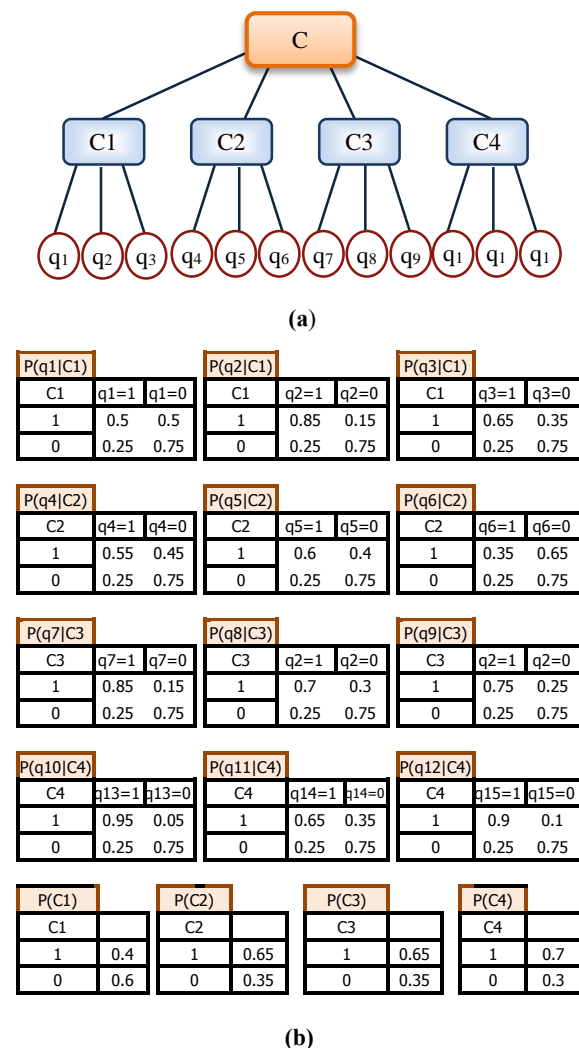 C
C1 C2 C3 C4
q1 q2 q3 q4 q5 q6 q7 q8 q9 q1 q1 q1
(a)
P(q1|C1) P(q2|C1) P(q3|C1)
C1 q1=1 q1=0 C1 q2=1 q2=0 C1 q3=1 q3=0
1 0.5 0.5 1 0.85 0.15 1 0.65 0.35
0 0.25 0.75 0 0.25 0.75 0 0.25 0.75
P(q4|C2) P(q5|C2) P(q6|C2)
C2 q4=1 q4=0 C2 q5=1 q5=0 C2 q6=1 q6=0
1 0.55 0.45 1 0.6 0.4 1 0.35 0.65
0 0.25 0.75 0 0.25 0.75 0 0.25 0.75
P(q7|C3 P(q8|C3) P(q9|C3)
C3 q7=1 q7=0 C3 q2=1 q2=0 C3 q2=1 q2=0
1 0.85 0.15 1 0.7 0.3 1 0.75 0.25
0 0.25 0.75 0 0.25 0.75 0 0.25 0.75
P(q10|C4) P(q11|C4) P(q12|C4)
C4 q13=1 q13=0 C4 q14=1 q14=0 C4 q15=1 q15=0
1 0.95 0.05 1 0.65 0.35 1 0.9 0.1
0 0.25 0.75 0 0.25 0.75 0 0.25 0.75
P(C1) P(C2) P(C3) P(C4)
C1 C2 C3 C4
1 0.4 1 0.65 1 0.65 1 0.7
0 0.6 0 0.35 0 0.35 0 0.3
(b)